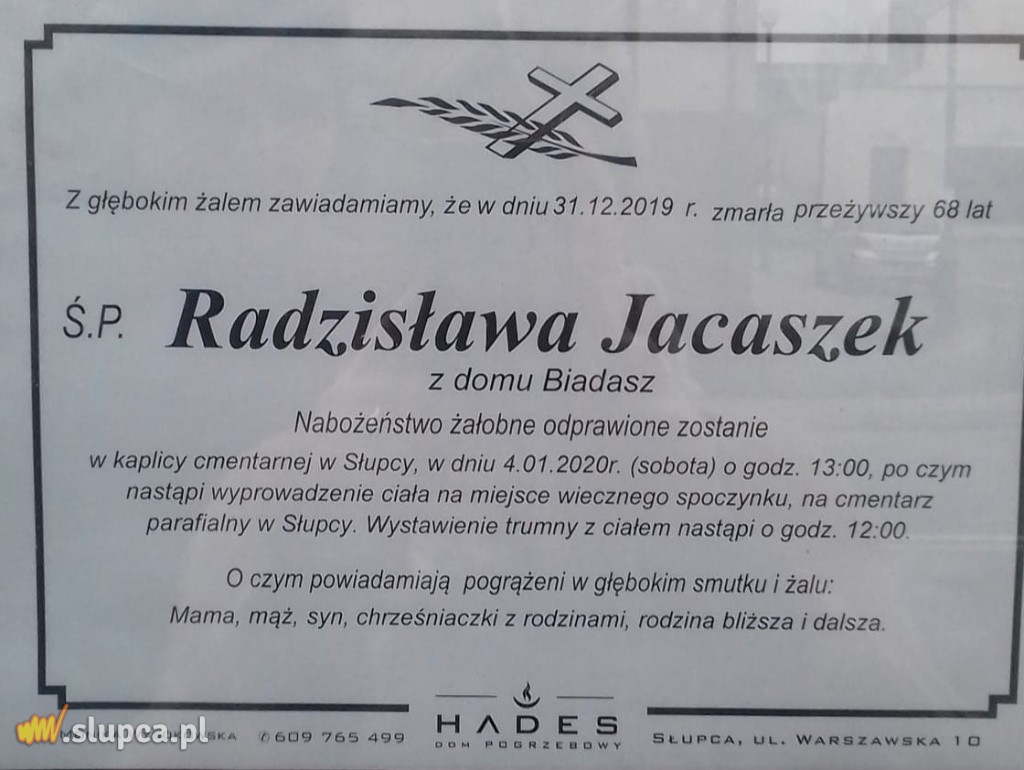 Z głębokim żalem zawiadamiamy, że w dniu 31.12.2019 r. zmarła przeżywszy 68 lat
Ś.P. Radzisława Jacaszek
z domu Biadasz
Nabożeństwo żałobne odprawione zostanie
w kaplicy cmentarnej w Słupcy, w dniu 4.01.2020r. (sobota) o godz. 13:00, po czym
nastąpi wyprowadzenie ciała na miejsce wiecznego spoczynku, na cmentarz
parafialny w Słupcy. Wystawienie trumny z ciałem nastąpi o godz. 12:00.
O czym powiadamiają pogrążeni w głębokim smutku i żalu:
Mama, mąż, syn, chrześniaczki z rodzinami, rodzina bliższa i dalsza.
www.slupca.pl
✆609 765 499
HADES
DOM POGRZEBOWY
SŁUPCA, UL. WARSZAWSKA 10